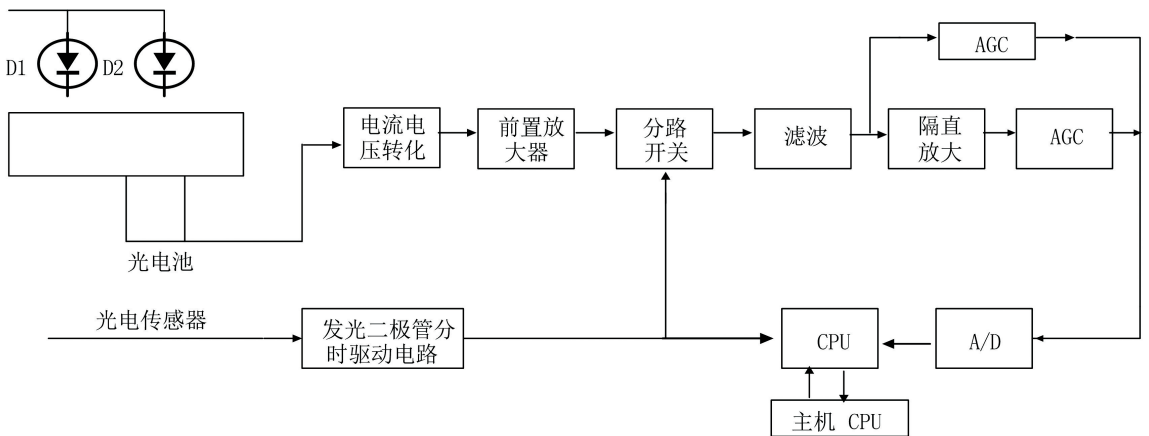 AGC
D1
D2
电流电
压转化
前置放
大器
分路
开关
滤波
隔直
放大
AGC
光电池
光电传感器
发光二极管分
时驱动电路
CPU
A/D
主机 CPU